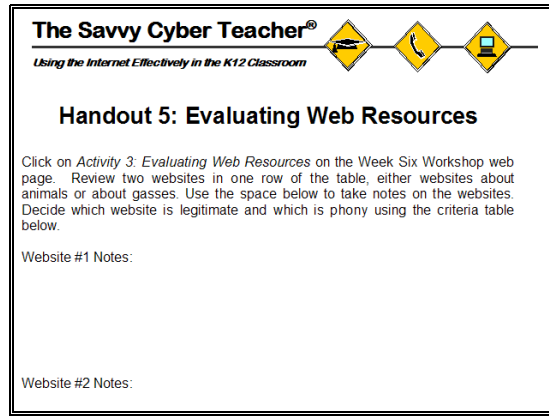 The Savvy Cyber Teacher®
Using the Internet Effectively in the K12 Classroom
Handout 5: Evaluating Web Resources
Click on Activity 3: Evaluating Web Resources on the Week Six Workshop web
page. Review two websites in one row of the table, either websites about
animals or about gasses. Use the space below to take notes on the websites.
Decide which website is legitimate and which is phony using the criteria table
below.
Website #1 Notes:
Website #2 Notes: